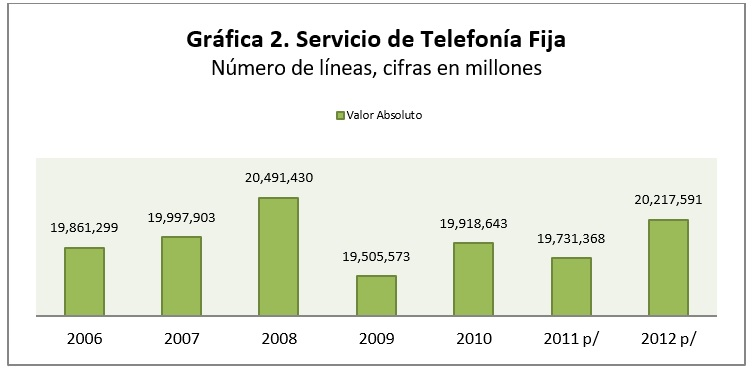 Gráfica 2. Servicio de Telefonía Fija
Número de líneas, cifras en millones
Valor Absoluto
19,861,299
19,997,903
20,491,430
19,505,573
19,918,643
19,731,368
20,217,591
2006
2007
2008
2009
2010
2011 p/
2012 p/